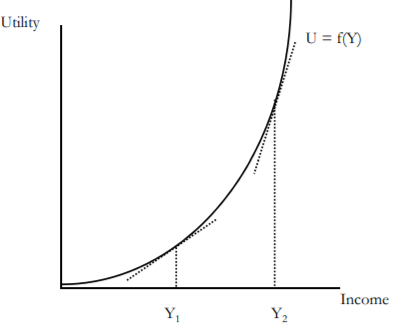 Utility
U = f(Y)
Income
Y₁
Y₂